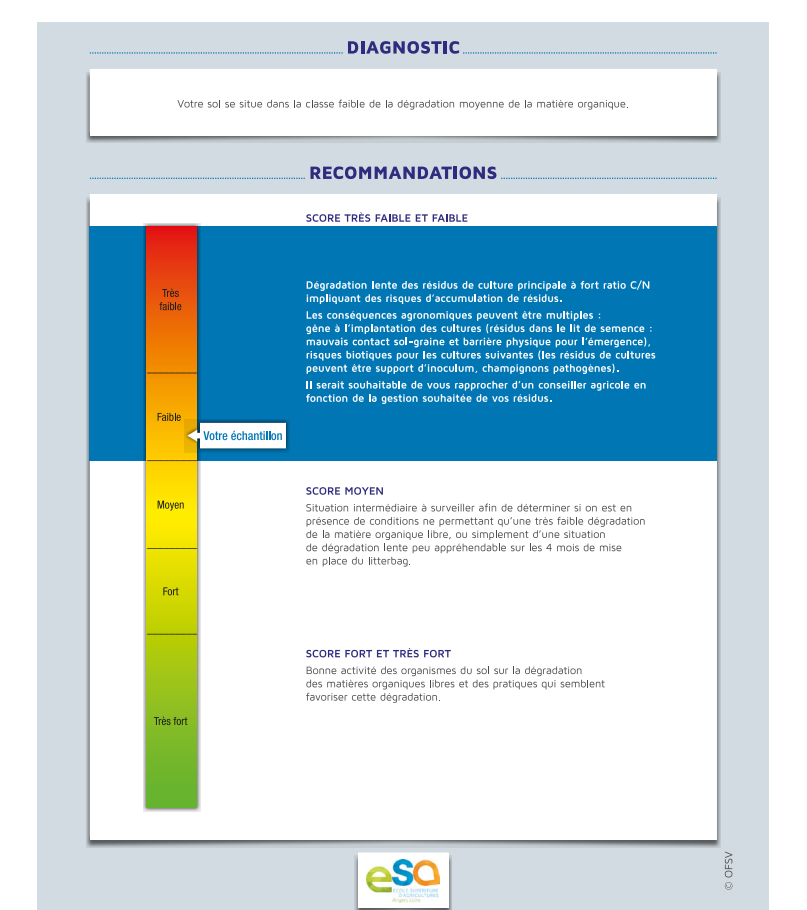 DIAGNOSTIC
Votre sol se situe dans la classe faible de la dégradation moyenne de la matière organique.
RECOMMANDATIONS
SCORE TRÈS FAIBLE ET FAIBLE
Très
faible
Dégradation lente des résidus de culture principale à fort ratio C/N
impliquant des risques d'accumulation de résidus.
Les conséquences agronomiques peuvent être multiples :
gêne à l'implantation des cultures (résidus dans le lit de semence :
mauvais contact sol-graine et barrière physique pour l'émergence),
risques biotiques pour les cultures suivantes (les résidus de cultures
peuvent être support d'inoculum, champignons pathogènes).
Il serait souhaitable de vous rapprocher d'un conseiller agricole en
fonction de la gestion souhaitée de vos résidus.
Faible
Votre échantillon
Moyen
SCORE MOYEN
Situation intermédiaire à surveiller afin de déterminer si on est en
présence de conditions ne permettant qu'une très faible dégradation
de la matière organique libre, ou simplement d'une situation
de dégradation lente peu appréhendable sur les 4 mois de mise
en place du litterbag.
Fort
SCORE FORT ET TRÈS FORT
Bonne activité des organismes du sol sur la dégradation
des matières organiques libres et des pratiques qui semblent
favoriser cette dégradation.
Très fort
esa
ECOLE SUPERIEURE
D'AGRICULTURES
Angers Loire
© OFSV